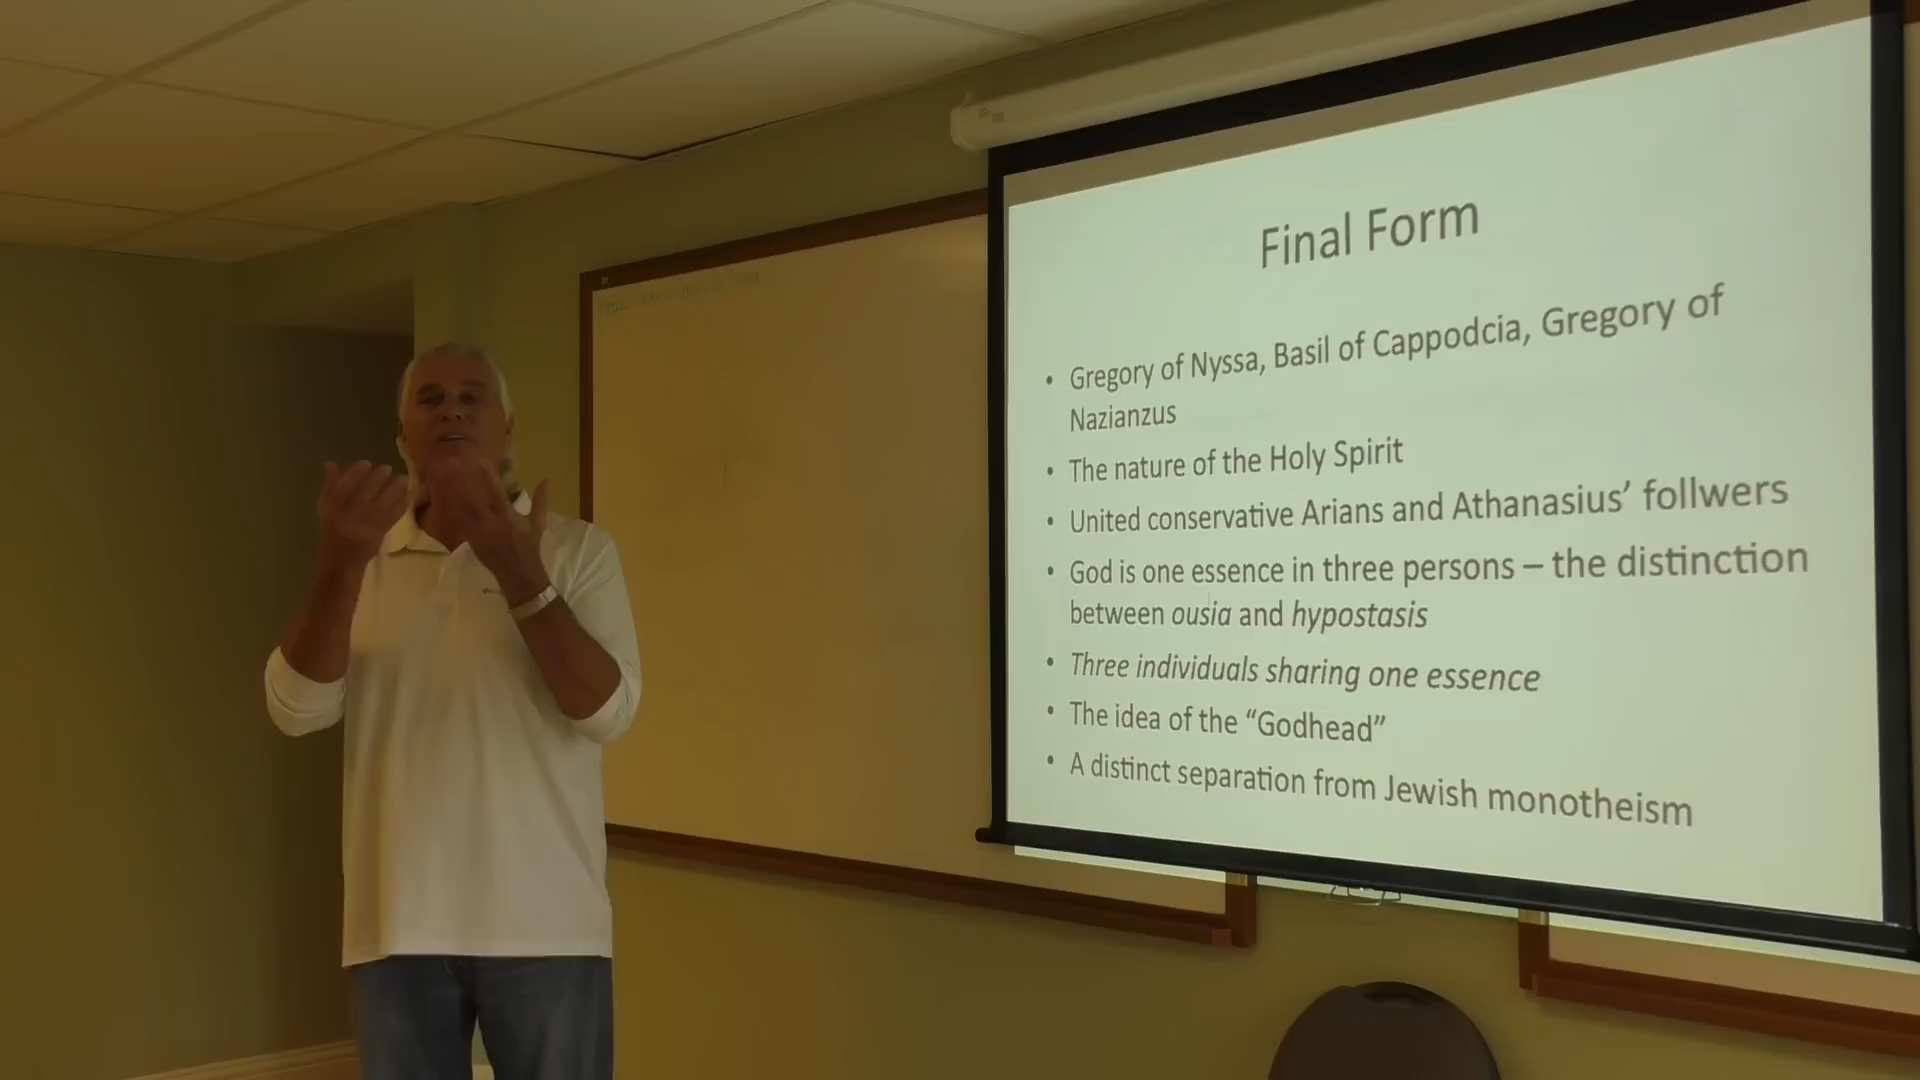 Final Form
• Gregory of Nyssa, Basil of Cappodcia, Gregory of
Nazianzus
• The nature of the Holy Spirit
• United conservative Arians and Athanasius’ follwers
• God is one essence in three persons – the distinction
between ousia and hypostasis
• Three individuals sharing one essence
• The idea of the “Godhead”
• A distinct separation from Jewish monotheism